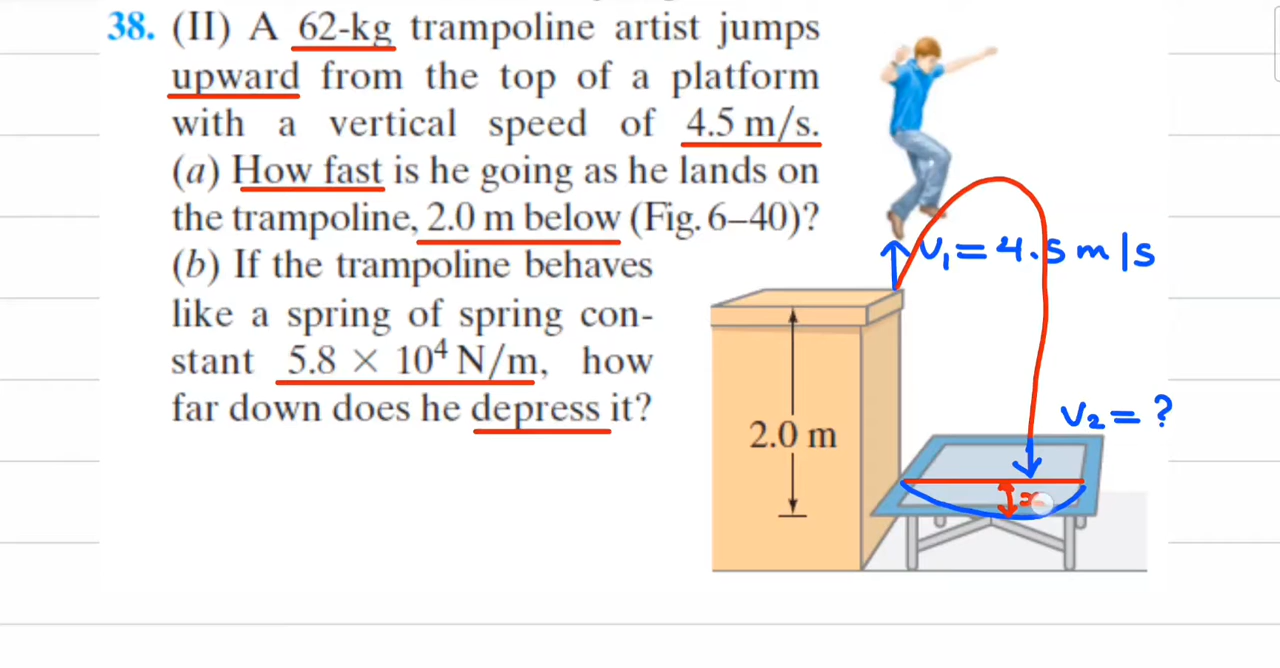 38. (II) A 62-kg trampoline artist jumps
upward from the top of a platform
with a vertical speed of 4.5 m/s.
(a) How fast is he going as he lands on
the trampoline, 2.0 m below (Fig. 6–40)?
(b) If the trampoline behaves
like a spring of spring con-
stant 5.8 × 10⁴ N/m, how
far down does he depress it?
V₁ = 4.5 m/s
2.0 m
V₂ = ?
x